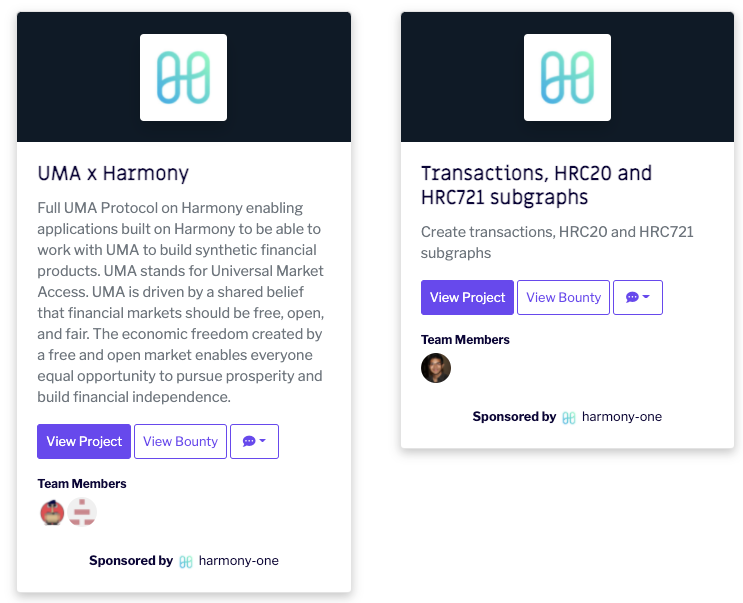 UMA x Harmony
Full UMA Protocol on Harmony enabling
applications built on Harmony to be able to
work with UMA to build synthetic financial
products. UMA stands for Universal Market
Access. UMA is driven by a shared belief
that financial markets should be free, open,
and fair. The economic freedom created by
a free and open market enables everyone
equal opportunity to pursue prosperity and
build financial independence.
View Project View Bounty
Team Members
Sponsored by harmony-one
Transactions, HRC20 and
HRC721 subgraphs
Create transactions, HRC20 and HRC721
subgraphs
View Project View Bounty
Team Members
Sponsored by harmony-one